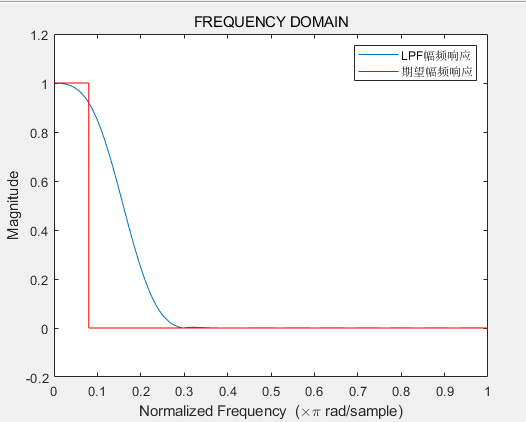 FREQUENCY DOMAIN
1.2
1
0.8
0.6
0.4
0.2
0
-0.2
Magnitude
LPF幅频响应
期望幅频响应
0 0.1 0.2 0.3 0.4 0.5 0.6 0.7 0.8 0.9 1
Normalized Frequency (×π rad/sample)